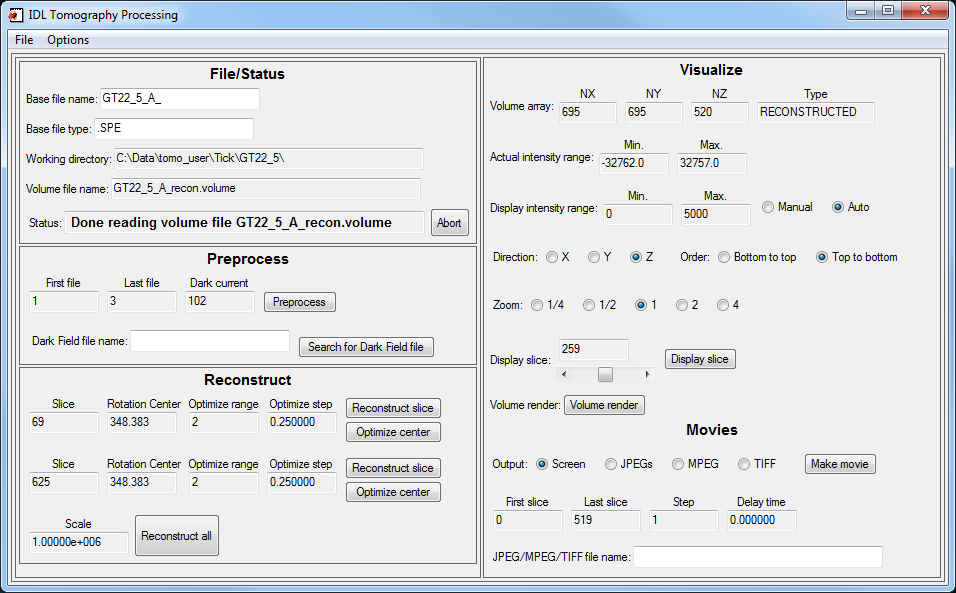 IDL Tomography Processing
File Options
File/Status
Base file name: GT22_5_A_
Base file type: .SPE
Working directory: C:\Data\tomo_user\Tick\GT22_5\
Volume file name: GT22_5_A_recon.volume
Status: Done reading volume file GT22_5_A_recon.volume Abort
Preprocess
First file Last file Dark current
1 3 102 Preprocess
Dark Field file name: Search for Dark Field file
Reconstruct
Slice Rotation Center Optimize range Optimize step
69 348.383 2 0.250000 Reconstruct slice
Optimize center
Slice Rotation Center Optimize range Optimize step
625 348.383 2 0.250000 Reconstruct slice
Optimize center
Scale
1.00000e+006 Reconstruct all
Visualize
NX NY NZ Type
Volume array: 695 695 520 RECONSTRUCTED
Min. Max.
Actual intensity range: -32762.0 32757.0
Min. Max.
Display intensity range: 0 5000 Manual Auto
Direction: X Y Z Order: Bottom to top Top to bottom
Zoom: 1/4 1/2 1 2 4
259
Display slice: Display slice
Volume render: Volume render
Movies
Output: Screen JPEGs MPEG TIFF Make movie
First slice Last slice Step Delay time
0 519 1 0.000000
JPEG/MPEG/TIFF file name: